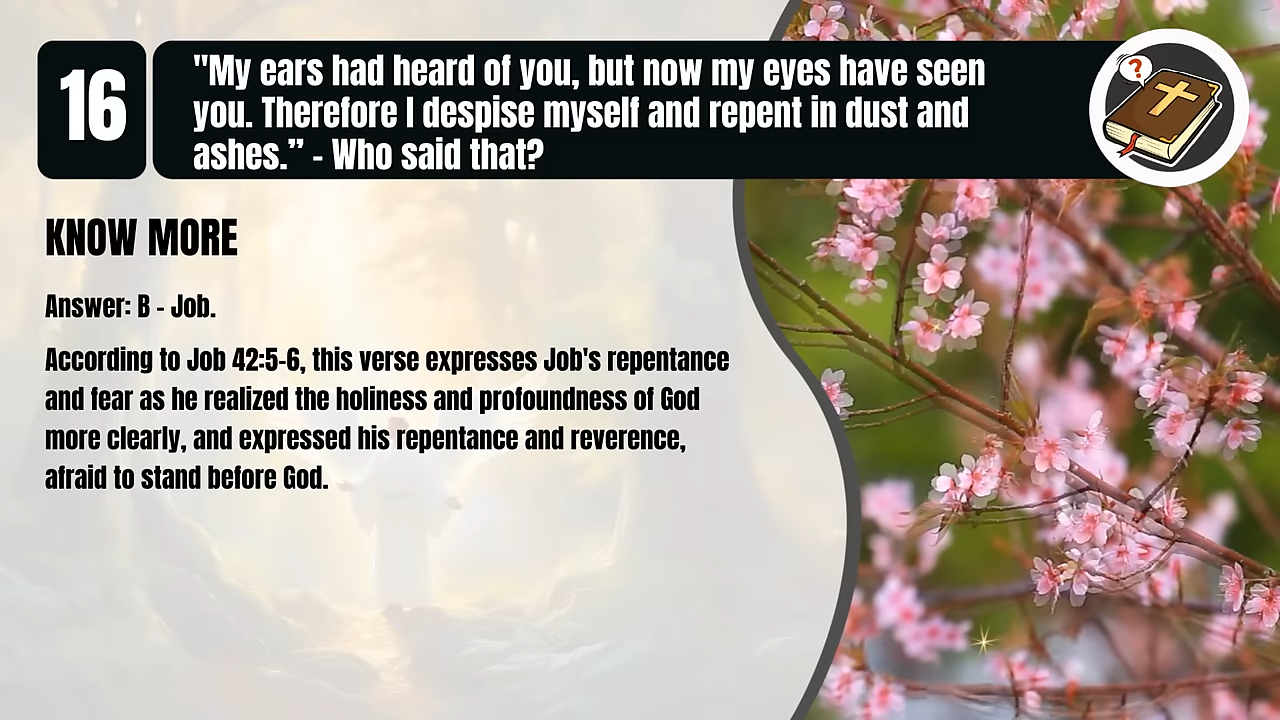 16
"My ears had heard of you, but now my eyes have seen
you. Therefore I despise myself and repent in dust and
ashes.” - Who said that?
?
KNOW MORE
Answer: B - Job.
According to Job 42:5-6, this verse expresses Job's repentance
and fear as he realized the holiness and profoundness of God
more clearly, and expressed his repentance and reverence,
afraid to stand before God.